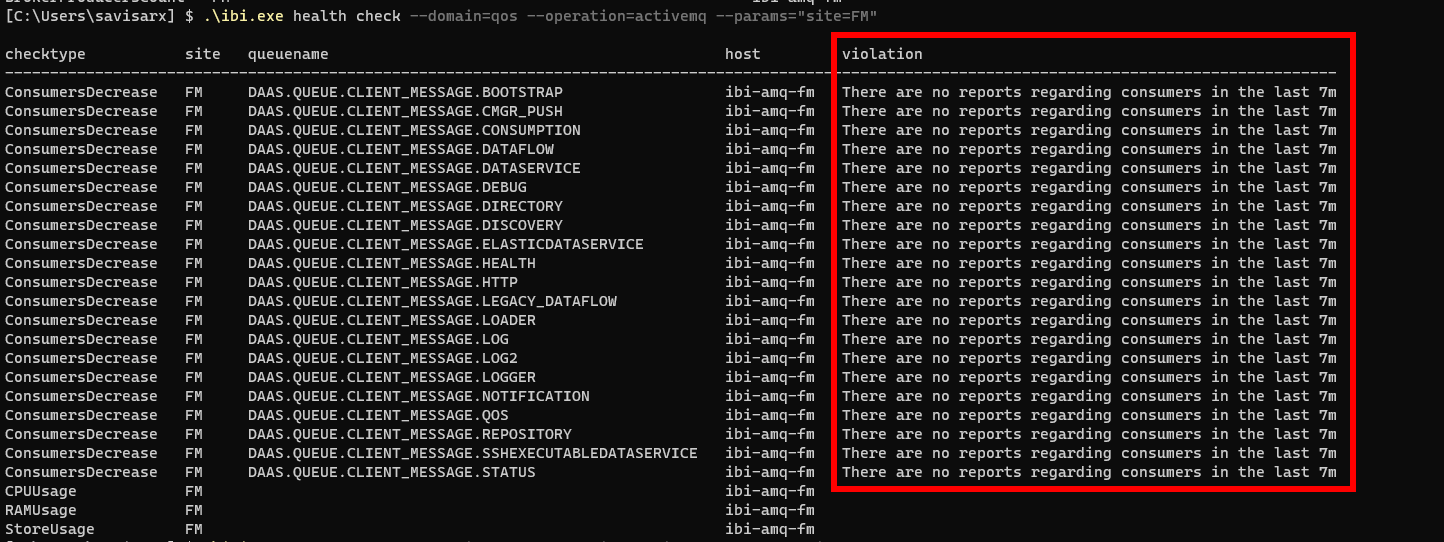 [C:\Users\savisarx] $ .\ibi.exe health check --domain=qos --operation=activemq --params="site=FM"
checktype site queuename host violation
ConsumersDecrease FM DAAS.QUEUE.CLIENT_MESSAGE.BOOTSTRAP ibi-amq-fm There are no reports regarding consumers in the last 7m
ConsumersDecrease FM DAAS.QUEUE.CLIENT_MESSAGE.CMGR_PUSH ibi-amq-fm There are no reports regarding consumers in the last 7m
ConsumersDecrease FM DAAS.QUEUE.CLIENT_MESSAGE.CONSUMPTION ibi-amq-fm There are no reports regarding consumers in the last 7m
ConsumersDecrease FM DAAS.QUEUE.CLIENT_MESSAGE.DATAFLOW ibi-amq-fm There are no reports regarding consumers in the last 7m
ConsumersDecrease FM DAAS.QUEUE.CLIENT_MESSAGE.DATASERVICE ibi-amq-fm There are no reports regarding consumers in the last 7m
ConsumersDecrease FM DAAS.QUEUE.CLIENT_MESSAGE.DEBUG ibi-amq-fm There are no reports regarding consumers in the last 7m
ConsumersDecrease FM DAAS.QUEUE.CLIENT_MESSAGE.DIRECTORY ibi-amq-fm There are no reports regarding consumers in the last 7m
ConsumersDecrease FM DAAS.QUEUE.CLIENT_MESSAGE.DISCOVERY ibi-amq-fm There are no reports regarding consumers in the last 7m
ConsumersDecrease FM DAAS.QUEUE.CLIENT_MESSAGE.ELASTICDATASERVICE ibi-amq-fm There are no reports regarding consumers in the last 7m
ConsumersDecrease FM DAAS.QUEUE.CLIENT_MESSAGE.HEALTH ibi-amq-fm There are no reports regarding consumers in the last 7m
ConsumersDecrease FM DAAS.QUEUE.CLIENT_MESSAGE.HTTP ibi-amq-fm There are no reports regarding consumers in the last 7m
ConsumersDecrease FM DAAS.QUEUE.CLIENT_MESSAGE.LEGACY_DATAFLOW ibi-amq-fm There are no reports regarding consumers in the last 7m
ConsumersDecrease FM DAAS.QUEUE.CLIENT_MESSAGE.LOADER ibi-amq-fm There are no reports regarding consumers in the last 7m
ConsumersDecrease FM DAAS.QUEUE.CLIENT_MESSAGE.LOG ibi-amq-fm There are no reports regarding consumers in the last 7m
ConsumersDecrease FM DAAS.QUEUE.CLIENT_MESSAGE.LOG2 ibi-amq-fm There are no reports regarding consumers in the last 7m
ConsumersDecrease FM DAAS.QUEUE.CLIENT_MESSAGE.LOGGER ibi-amq-fm There are no reports regarding consumers in the last 7m
ConsumersDecrease FM DAAS.QUEUE.CLIENT_MESSAGE.NOTIFICATION ibi-amq-fm There are no reports regarding consumers in the last 7m
ConsumersDecrease FM DAAS.QUEUE.CLIENT_MESSAGE.QOS ibi-amq-fm There are no reports regarding consumers in the last 7m
ConsumersDecrease FM DAAS.QUEUE.CLIENT_MESSAGE.REPOSITORY ibi-amq-fm There are no reports regarding consumers in the last 7m
ConsumersDecrease FM DAAS.QUEUE.CLIENT_MESSAGE.SSHEXECUTABLEDATASERVICE ibi-amq-fm There are no reports regarding consumers in the last 7m
ConsumersDecrease FM DAAS.QUEUE.CLIENT_MESSAGE.STATUS ibi-amq-fm There are no reports regarding consumers in the last 7m
CPUUsage FM ibi-amq-fm
RAMUsage FM ibi-amq-fm
StoreUsage FM ibi-amq-fm